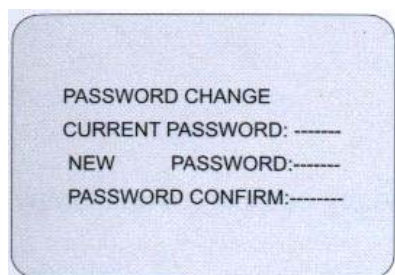 PASSWORD CHANGE
CURRENT PASSWORD: -------
NEW PASSWORD:-------
PASSWORD CONFIRM:--------